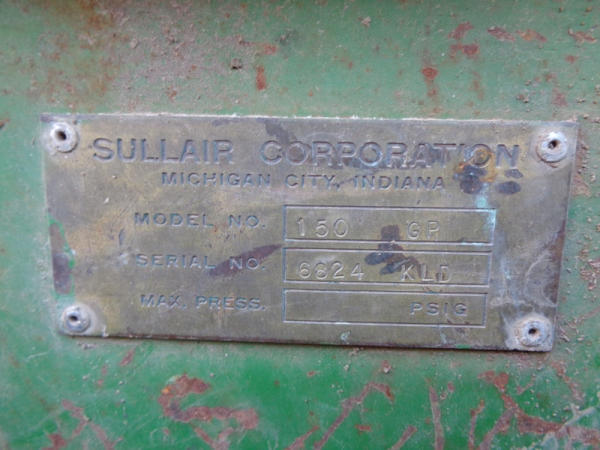 SULLAIR CORPORATION
MICHIGAN CITY, INDIANA
MODEL NO. 150 GP
SERIAL NO. 6824 KLD
MAX. PRESS. PSIG